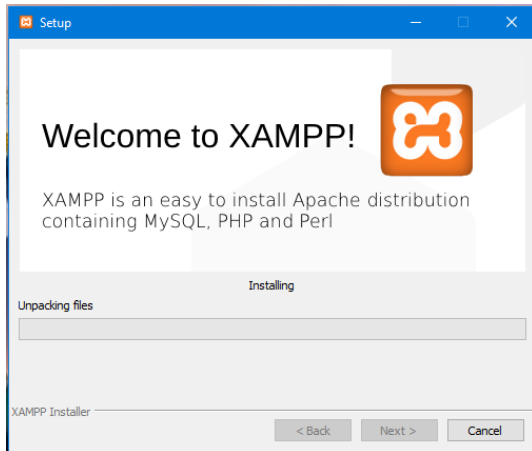 Setup
Welcome to XAMPP!
XAMPP is an easy to install Apache distribution
containing MySQL, PHP and Perl
Installing
Unpacking files
XAMPP Installer
< Back
Next >
Cancel